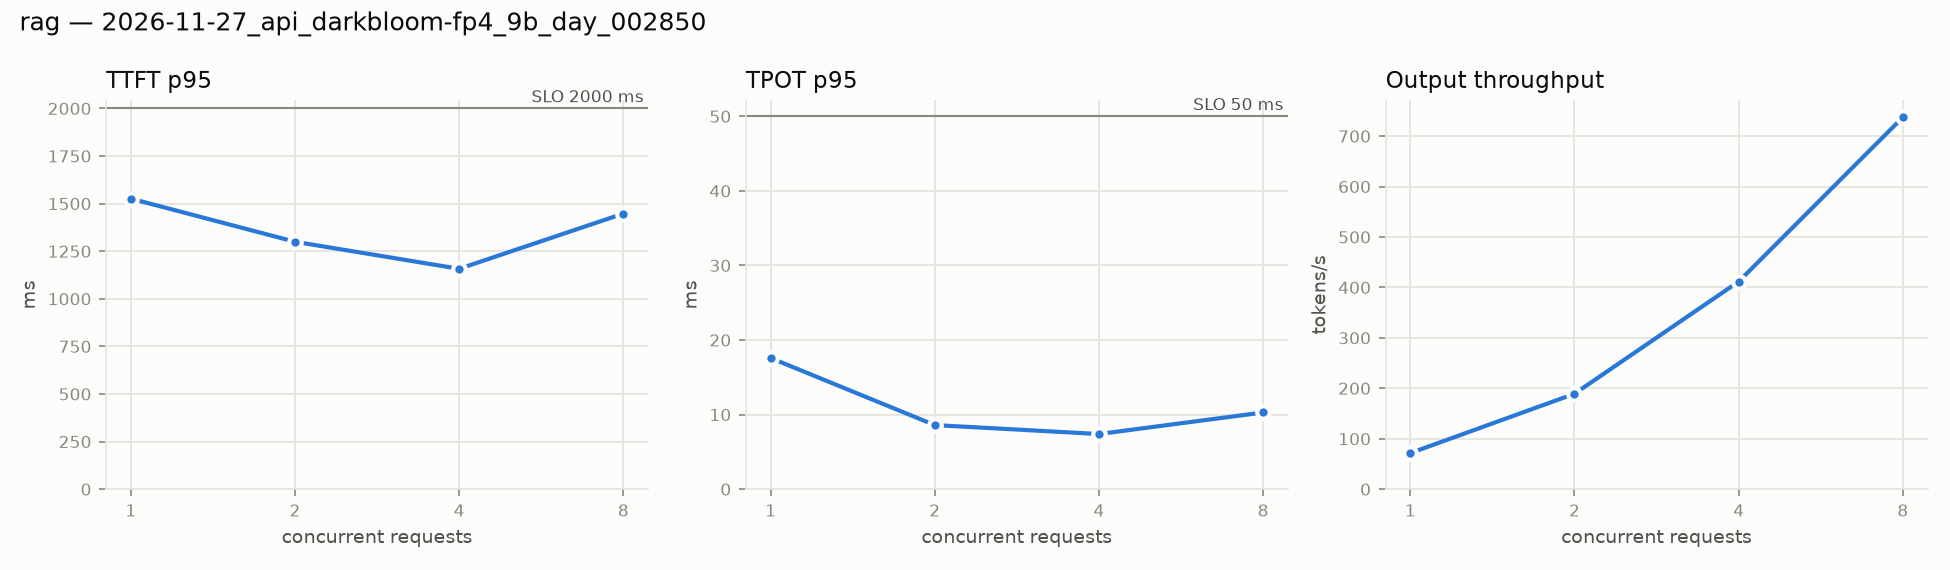 rag — 2026-11-27_api_darkbloom-fp4_9b_day_002850
TTFT p95
SLO 2000 ms
2000
1750
1500
1250
1000
750
500
250
0
ms
1 2 4 8
concurrent requests
TPOT p95
SLO 50 ms
50
40
30
20
10
0
ms
1 2 4 8
concurrent requests
Output throughput
700
600
500
400
300
200
100
0
tokens/s
1 2 4 8
concurrent requests